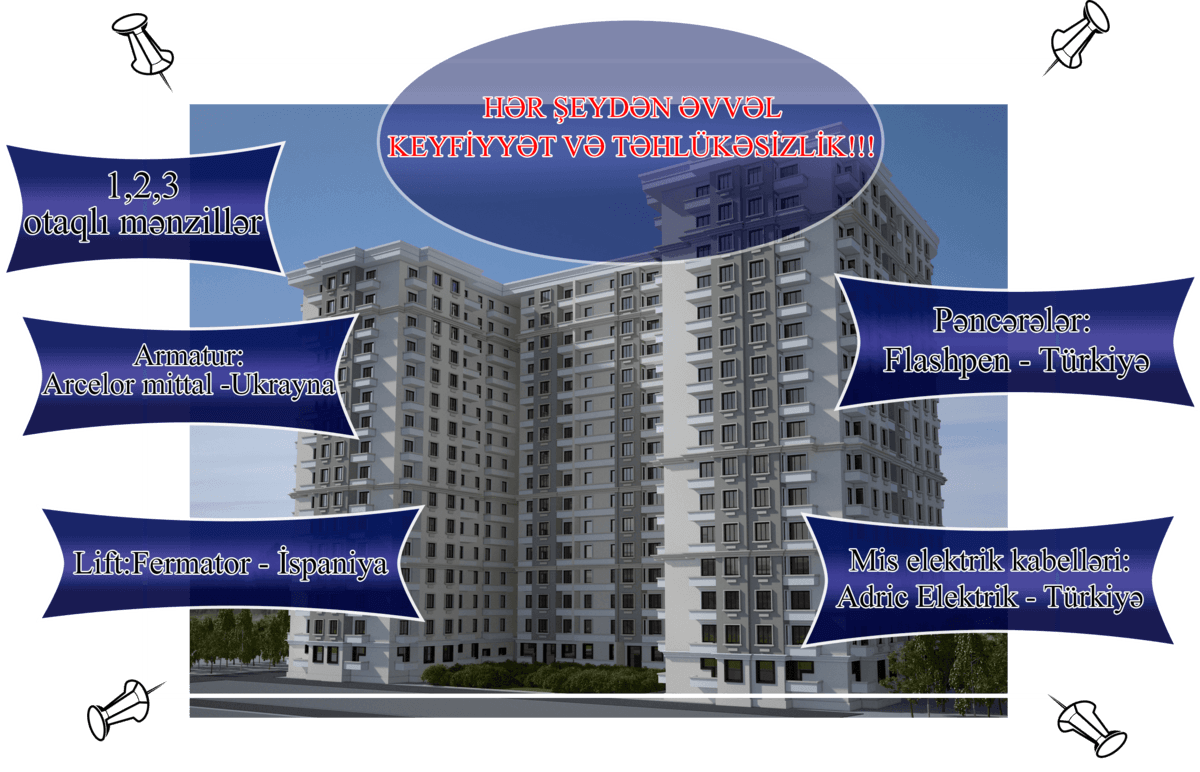 HƏR ŞEYDƏN ƏVVƏL
KEYFİYYƏT VƏ TƏHLÜKƏSİZLİK!!!
1,2,3
otaqlı mənzillər
Armatur:
Arcelor mittal -Ukrayna
Lift:Fermator - İspaniya
Pəncərələr:
Flashpen - Türkiyə
Mis elektrik kabelləri:
Adric Elektrik - Türkiyə